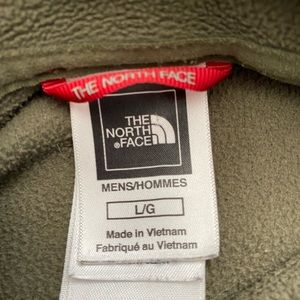 THE NORTH FACE
THE
NORTH
FACE
MENS/HOMMES
L/G
Made in Vietnam
Fabriqué au Vietnam